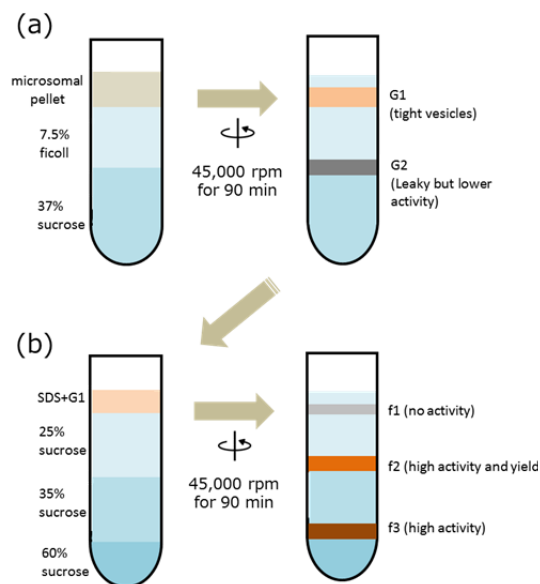 (a)
microsomal
pellet
7.5%
ficoll
37%
sucrose
45,000 rpm
for 90 min
G1
(tight vesicles)
G2
(Leaky but lower
activity)
(b)
SDS+G1
25%
sucrose
35%
sucrose
60%
sucrose
45,000 rpm
for 90 min
f1 (no activity)
f2 (high activity and yield
f3 (high activity)